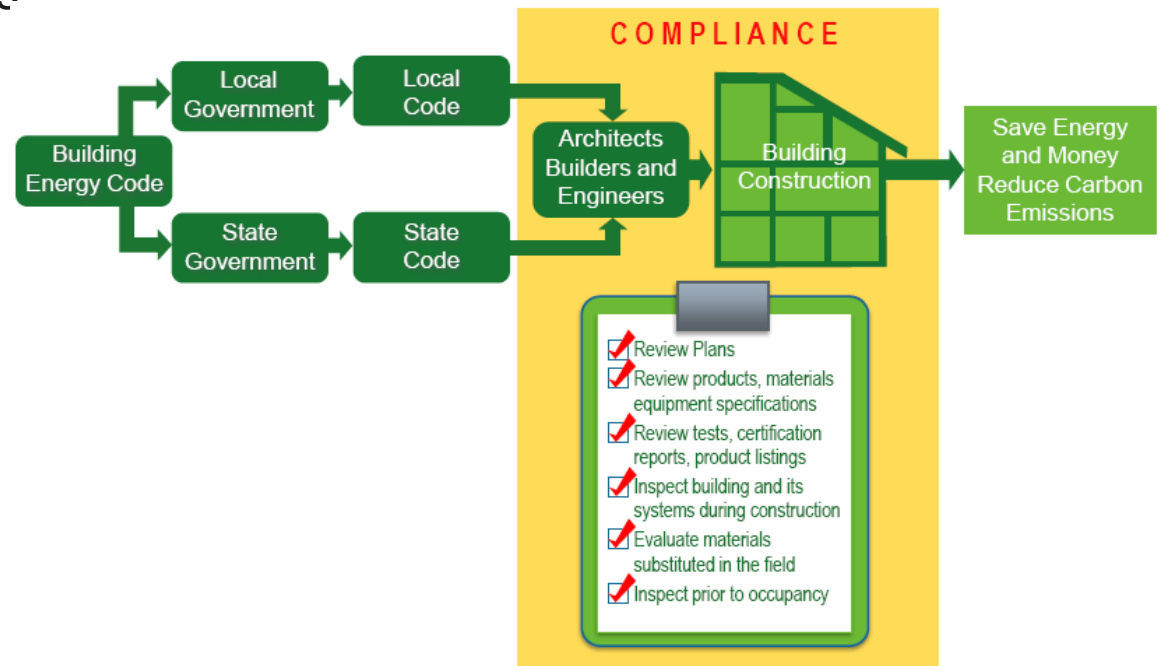 COMPLIANCE
Local
Government
Local
Code
Building
Energy Code
Architects
Builders and
Engineers
Building
Construction
Save Energy
and Money
Reduce Carbon
Emissions
State
Government
State
Code
Review Plans
Review products, materials
equipment specifications
Review tests, certification
reports, product listings
Inspect building and its
systems during construction
Evaluate materials
substituted in the field
Inspect prior to occupancy